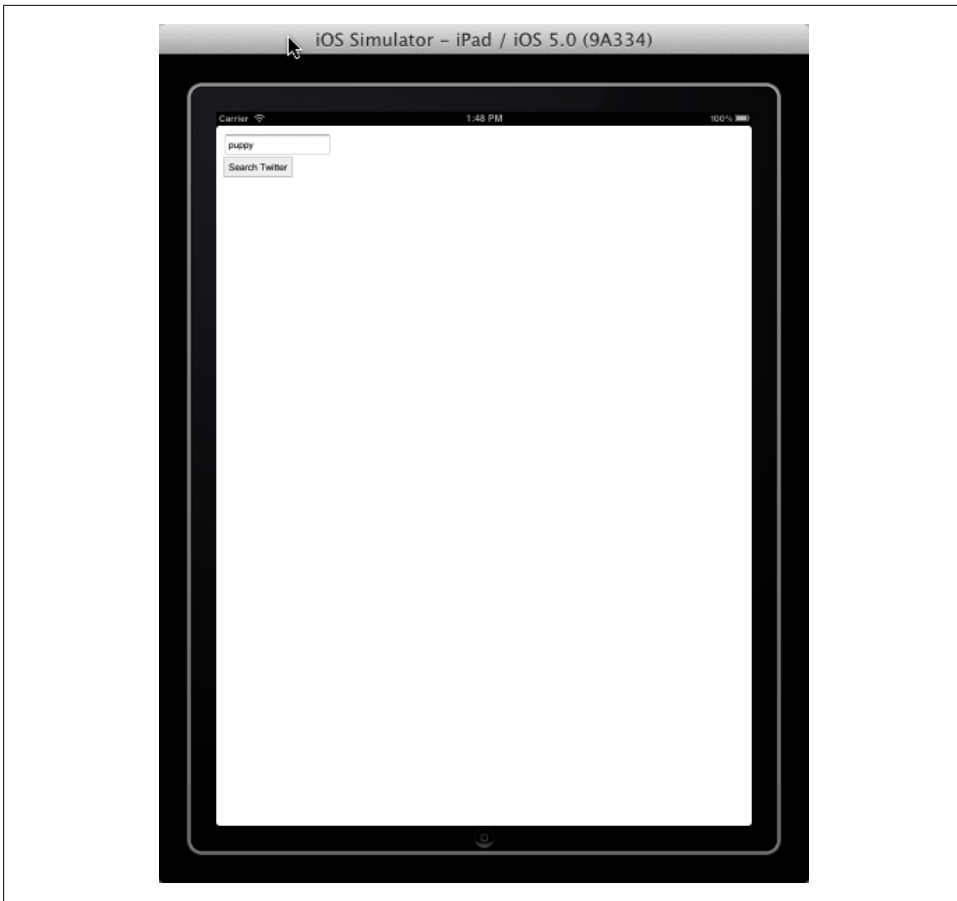 iOS Simulator – iPad / iOS 5.0 (9A334)
Carrier 1:48 PM 100%
puppy
Search Twitter